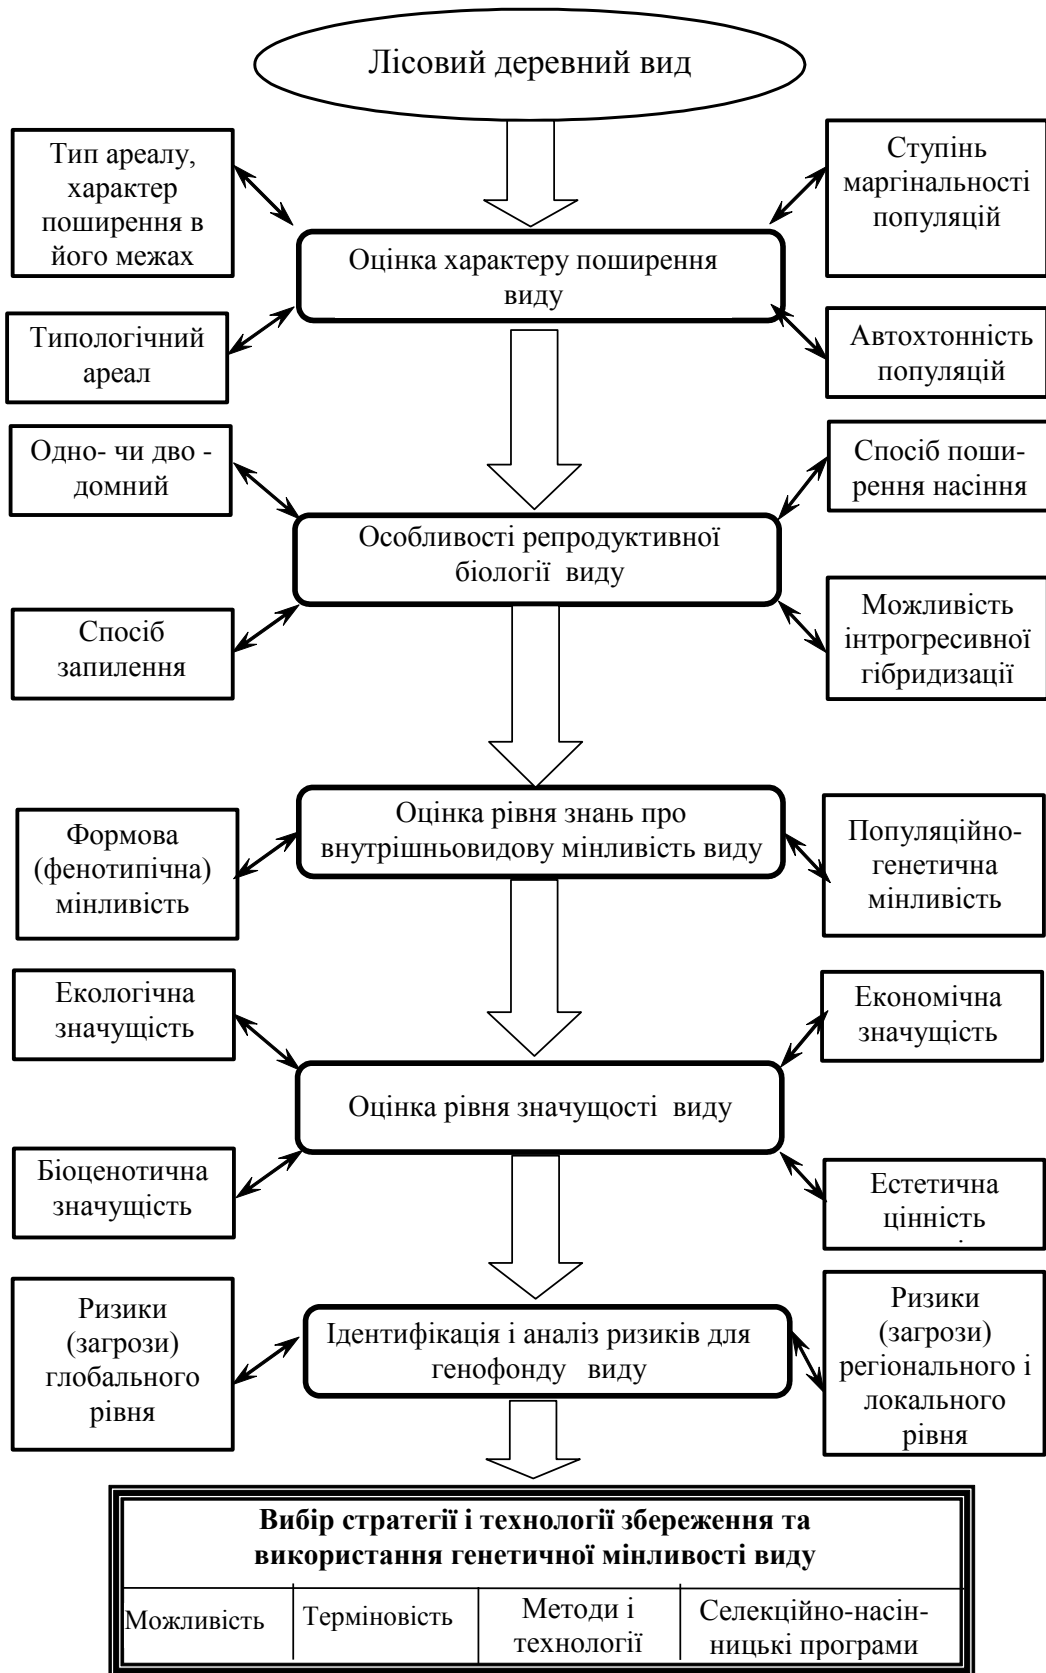 Лісовий деревний вид
Тип ареалу,
характер
поширення в
його межах
Ступінь
маргінальності
популяцій
Оцінка характеру поширення
виду
Типологічний
ареал
Автохтонність
популяцій
Одно- чи дво -
домний
Спосіб поши-
рення насіння
Особливості репродуктивної
біології виду
Спосіб
запилення
Можливість
інтрогресивної
гібридизації
Оцінка рівня знань про
внутрішньовидову мінливість виду
Формова
(фенотипічна)
мінливість
Популяційно-
генетична
мінливість
Екологічна
значущість
Економічна
значущість
Оцінка рівня значущості виду
Біоценотична
значущість
Естетична
цінність
Ризики
(загрози)
глобального
рівня
Ідентифікація і аналіз ризиків для
генофонду виду
Ризики
(загрози)
регіонального і
локального
рівня
Вибір стратегії і технології збереження та
використання генетичної мінливості виду
Можливість
Терміновість
Методи і
технології
Селекційно-насін-
ницькі програми